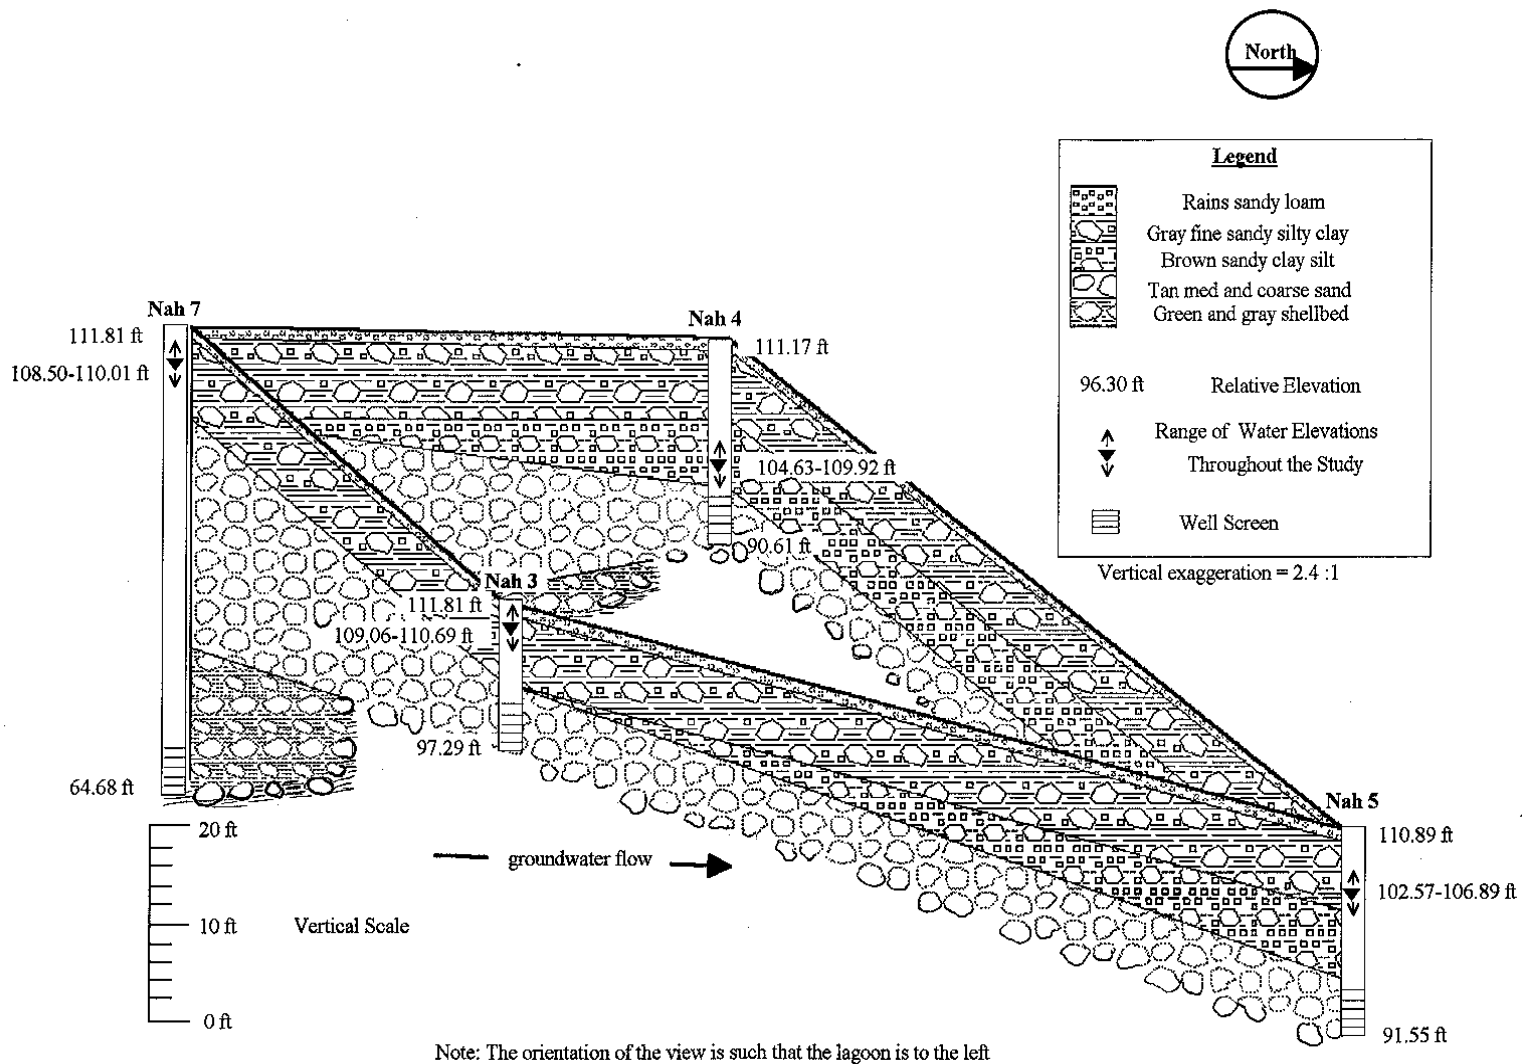 North
Legend
Rains sandy loam
Gray fine sandy silty clay
Brown sandy clay silt
Tan med and coarse sand
Green and gray shellbed
96.30 ft Relative Elevation
Range of Water Elevations
Throughout the Study
Well Screen
Vertical exaggeration = 2.4 :1
Nah 7
111.81 ft
108.50-110.01 ft
64.68 ft
Nah 4
111.17 ft
104.63-109.92 ft
90.61 ft
Nah 3
111.81 ft
109.06-110.69 ft
97.29 ft
Nah 5
110.89 ft
102.57-106.89 ft
91.55 ft
20 ft
10 ft
0 ft
Vertical Scale
groundwater flow
Note: The orientation of the view is such that the lagoon is to the left